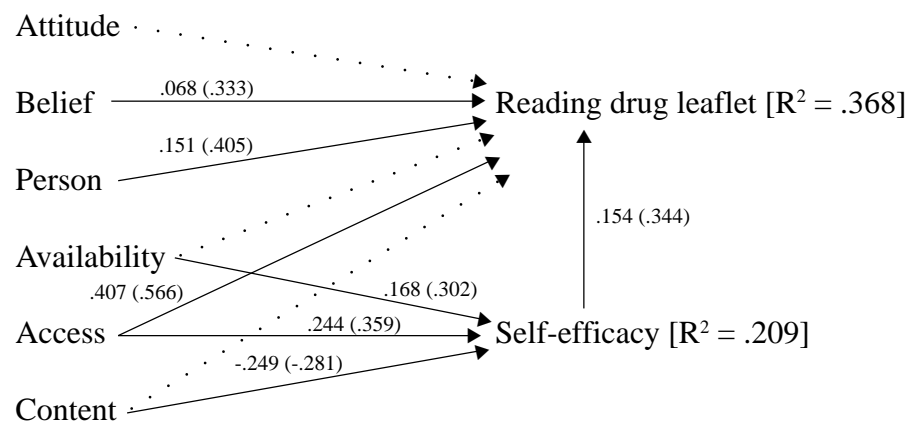 Attitude
Belief
.068 (.333)
Reading drug leaflet [R² = .368]
.151 (.405)
Person
.154 (.344)
Availability
.407 (.566)
.168 (.302)
Access
.244 (.359)
Self-efficacy [R² = .209]
-.249 (-.281)
Content